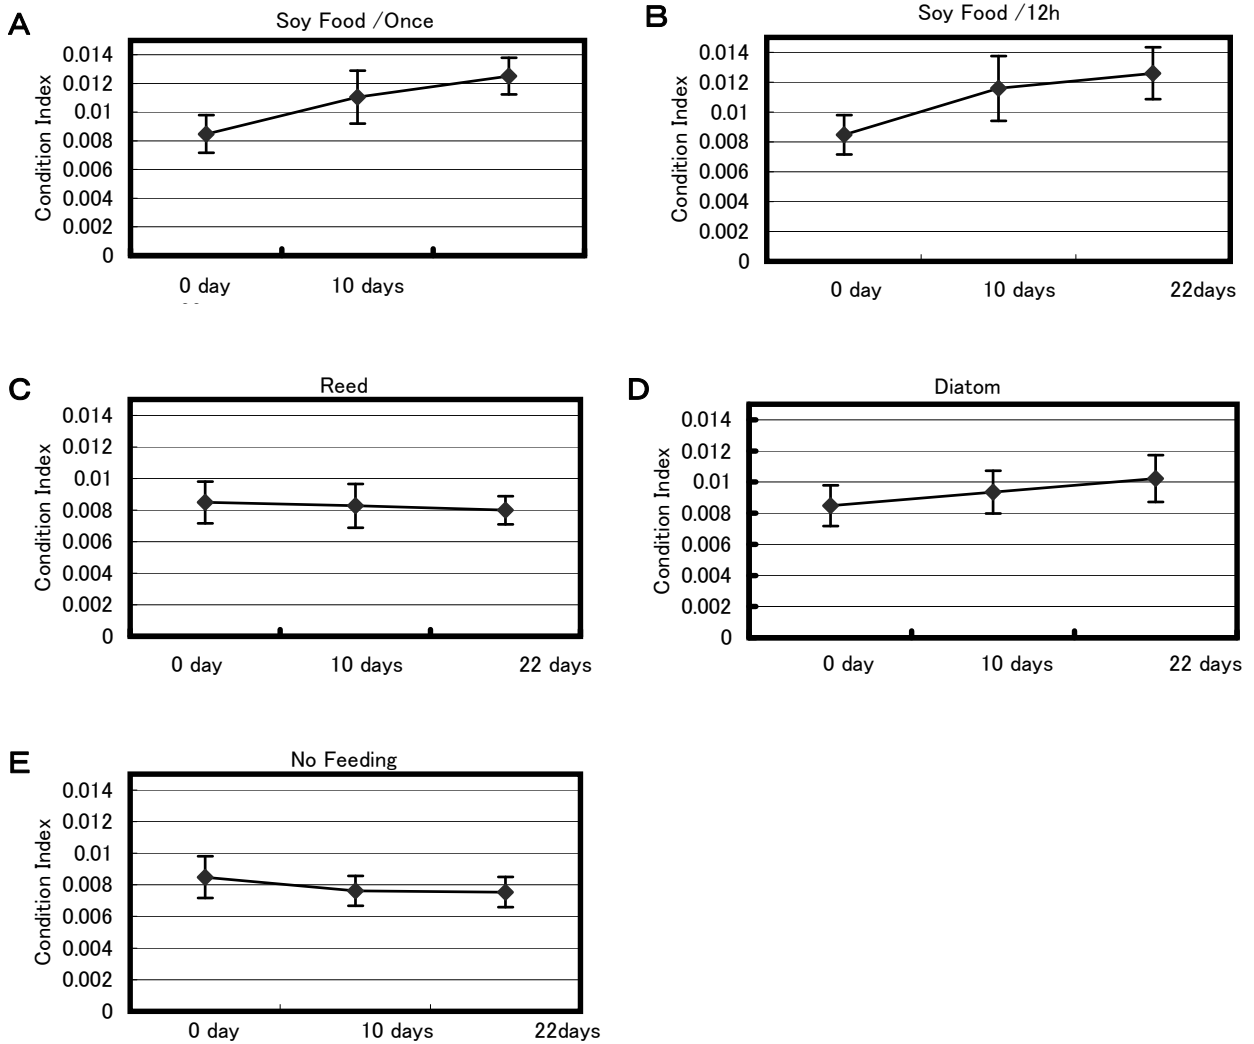 A
Soy Food /Once
Condition Index
0.014
0.012
0.01
0.008
0.006
0.004
0.002
0
0 day 10 days
B
Soy Food /12h
Condition Index
0.014
0.012
0.01
0.008
0.006
0.004
0.002
0
0 day 10 days 22days
C
Reed
Condition Index
0.014
0.012
0.01
0.008
0.006
0.004
0.002
0
0 day 10 days 22 days
D
Diatom
Condition Index
0.014
0.012
0.01
0.008
0.006
0.004
0.002
0
0 day 10 days 22 days
E
No Feeding
Condition Index
0.014
0.012
0.01
0.008
0.006
0.004
0.002
0
0 day 10 days 22days